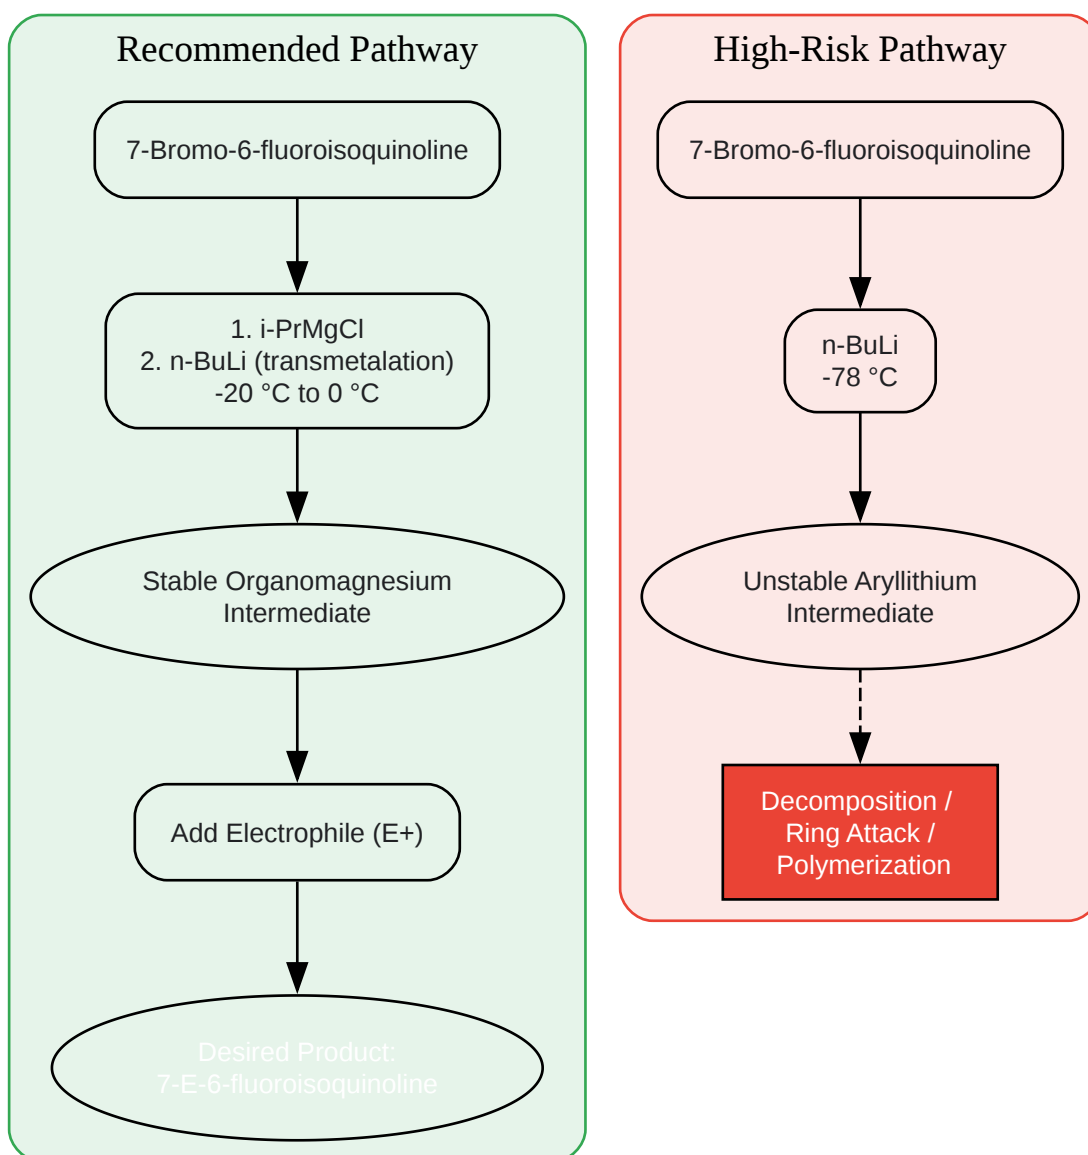 Recommended Pathway
7-Bromo-6-fluoroisoquinoline
1. i-PrMgCl
2. n-BuLi (transmetalation)
-20 °C to 0 °C
Stable Organomagnesium
Intermediate
Add Electrophile (E+)
Desired Product:
7-E-6-fluoroisoquinoline
High-Risk Pathway
7-Bromo-6-fluoroisoquinoline
n-BuLi
-78 °C
Unstable Aryllithium
Intermediate
Decomposition /
Ring Attack /
Polymerization